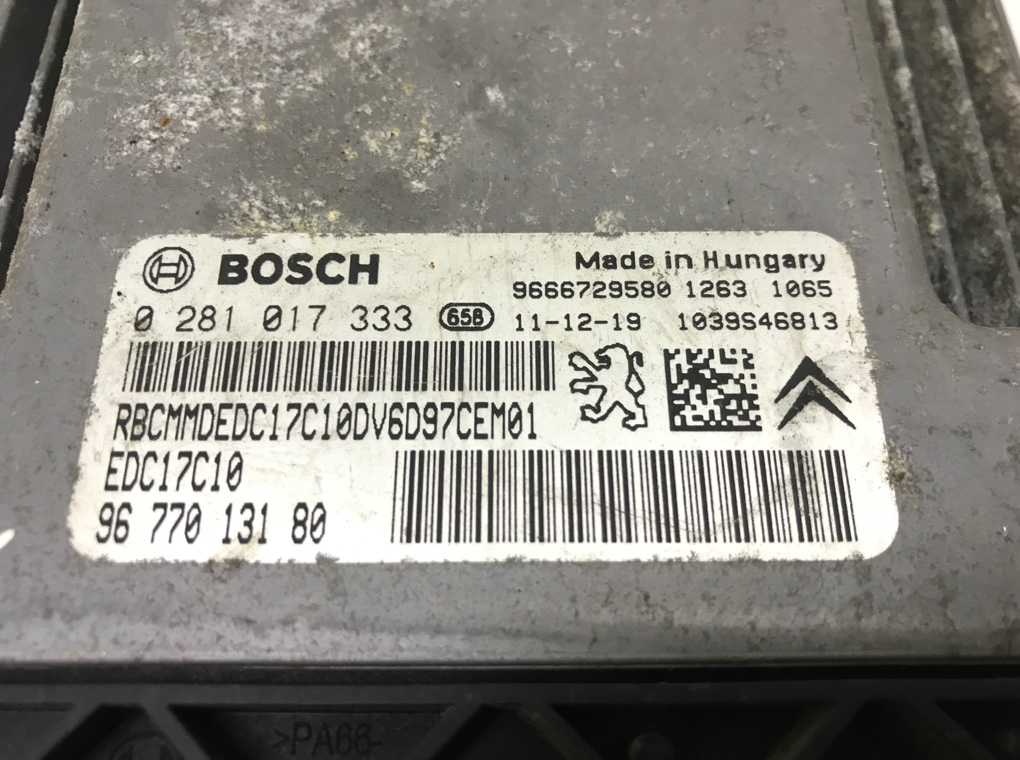 BOSCH
Made in Hungary
9666729580 1263 1065
0 281 017 333 658 11-12-19 1039S46813
RBCMMDEDC17C10DV6D97CEM01
EDC17C10
96 770 131 80
>PA66-